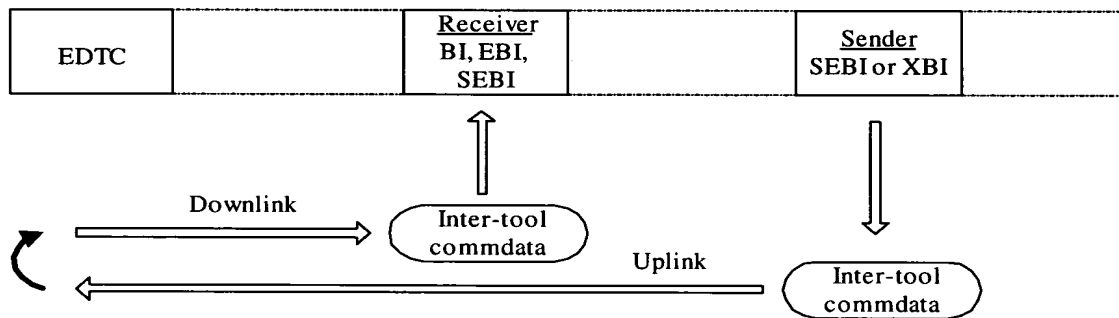 EDTC
Receiver
BI, EBI,
SEBI
Sender
SEBI or XBI
Downlink
Inter-tool
commdata
Uplink
Inter-tool
commdata